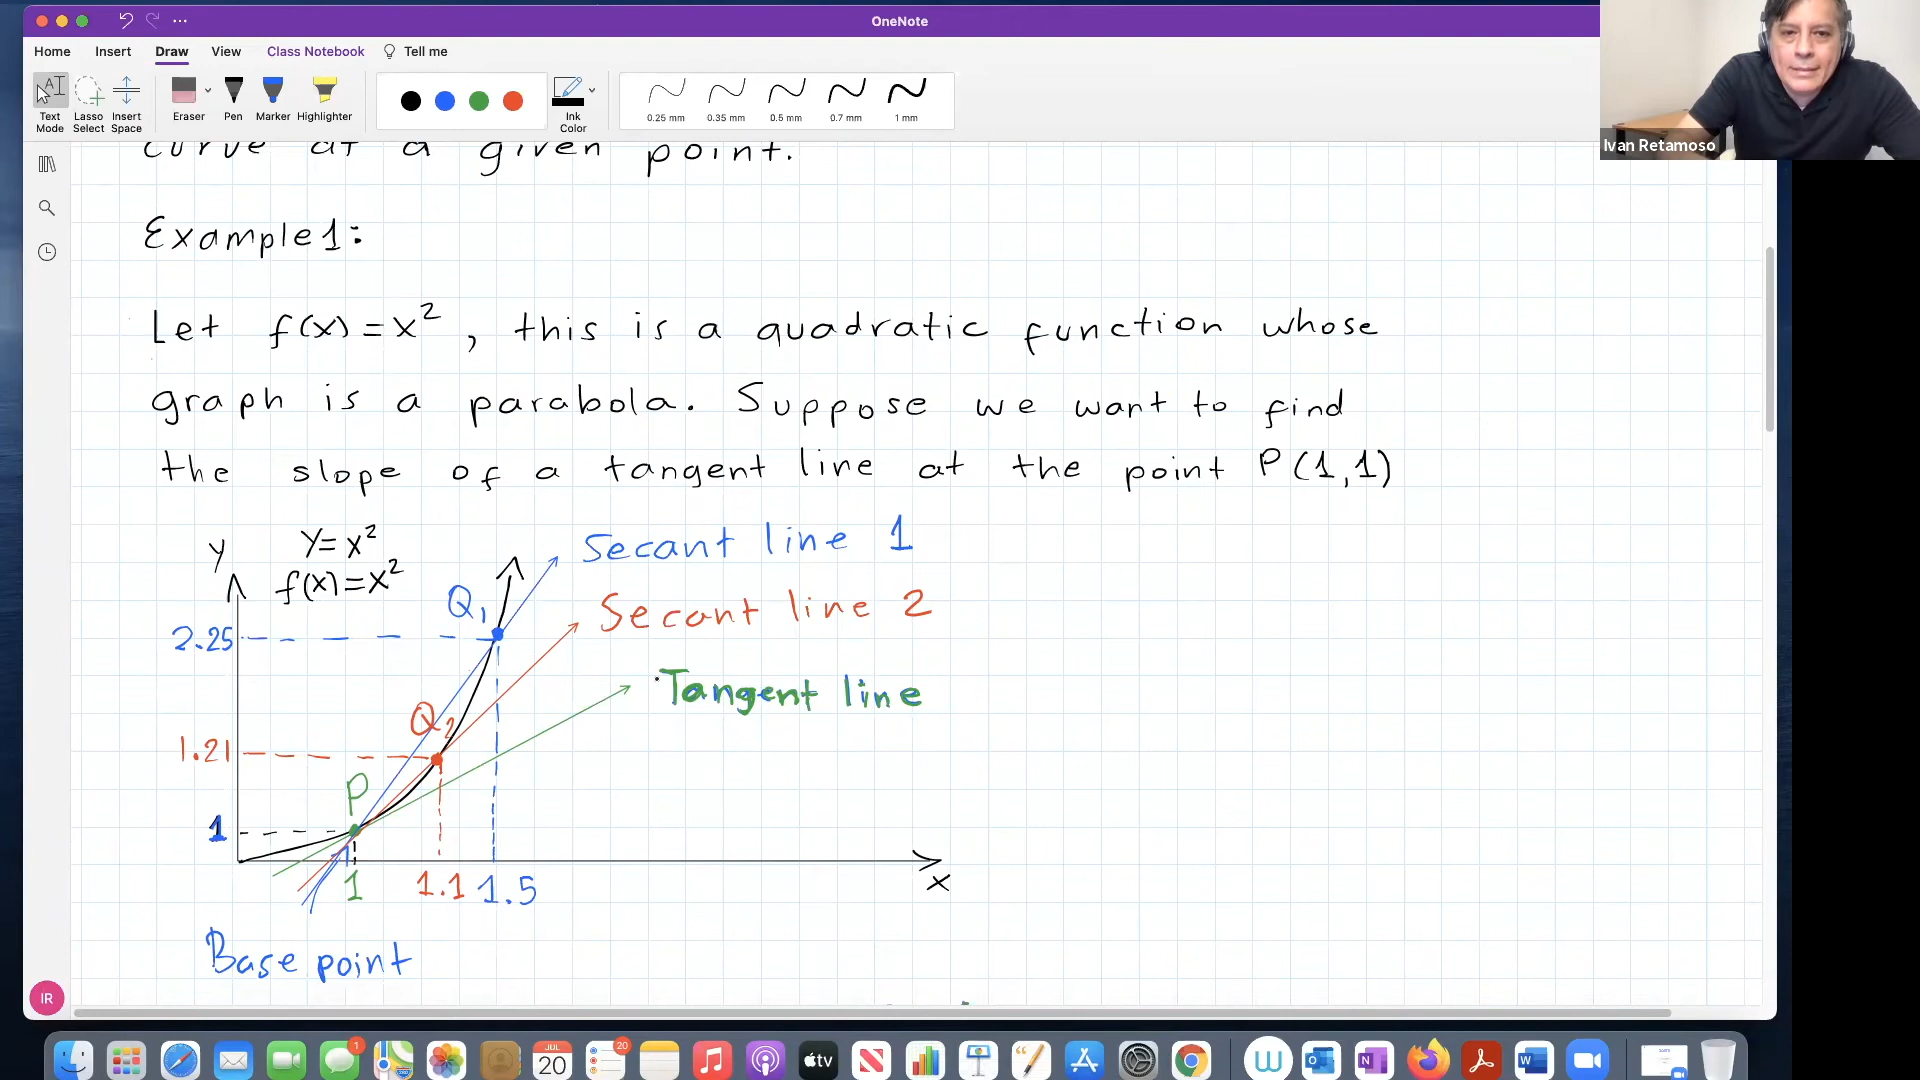 OneNote
Home Insert Draw View Class Notebook Tell me
Text Mode
Lasso Select
Insert Space
Eraser
Pen
Marker
Highlighter
Ink Color
0.25 mm
0.35 mm
0.5 mm
0.7 mm
1 mm
Ivan Retamoso
curve at a given point.
Example1:
Let f(x)=x², this is a quadratic function whose
graph is a parabola. Suppose we want to find
the slope of a tangent line at the point P(1,1)
y
Y=x²
f(x)=x²
Secant line 1
Q₁
Secant line 2
2.25
Tangent line
Q₂
1.21
P
1
1
1.1
1.5
x
Base point
IR
1
JUL
20
20
tv
W